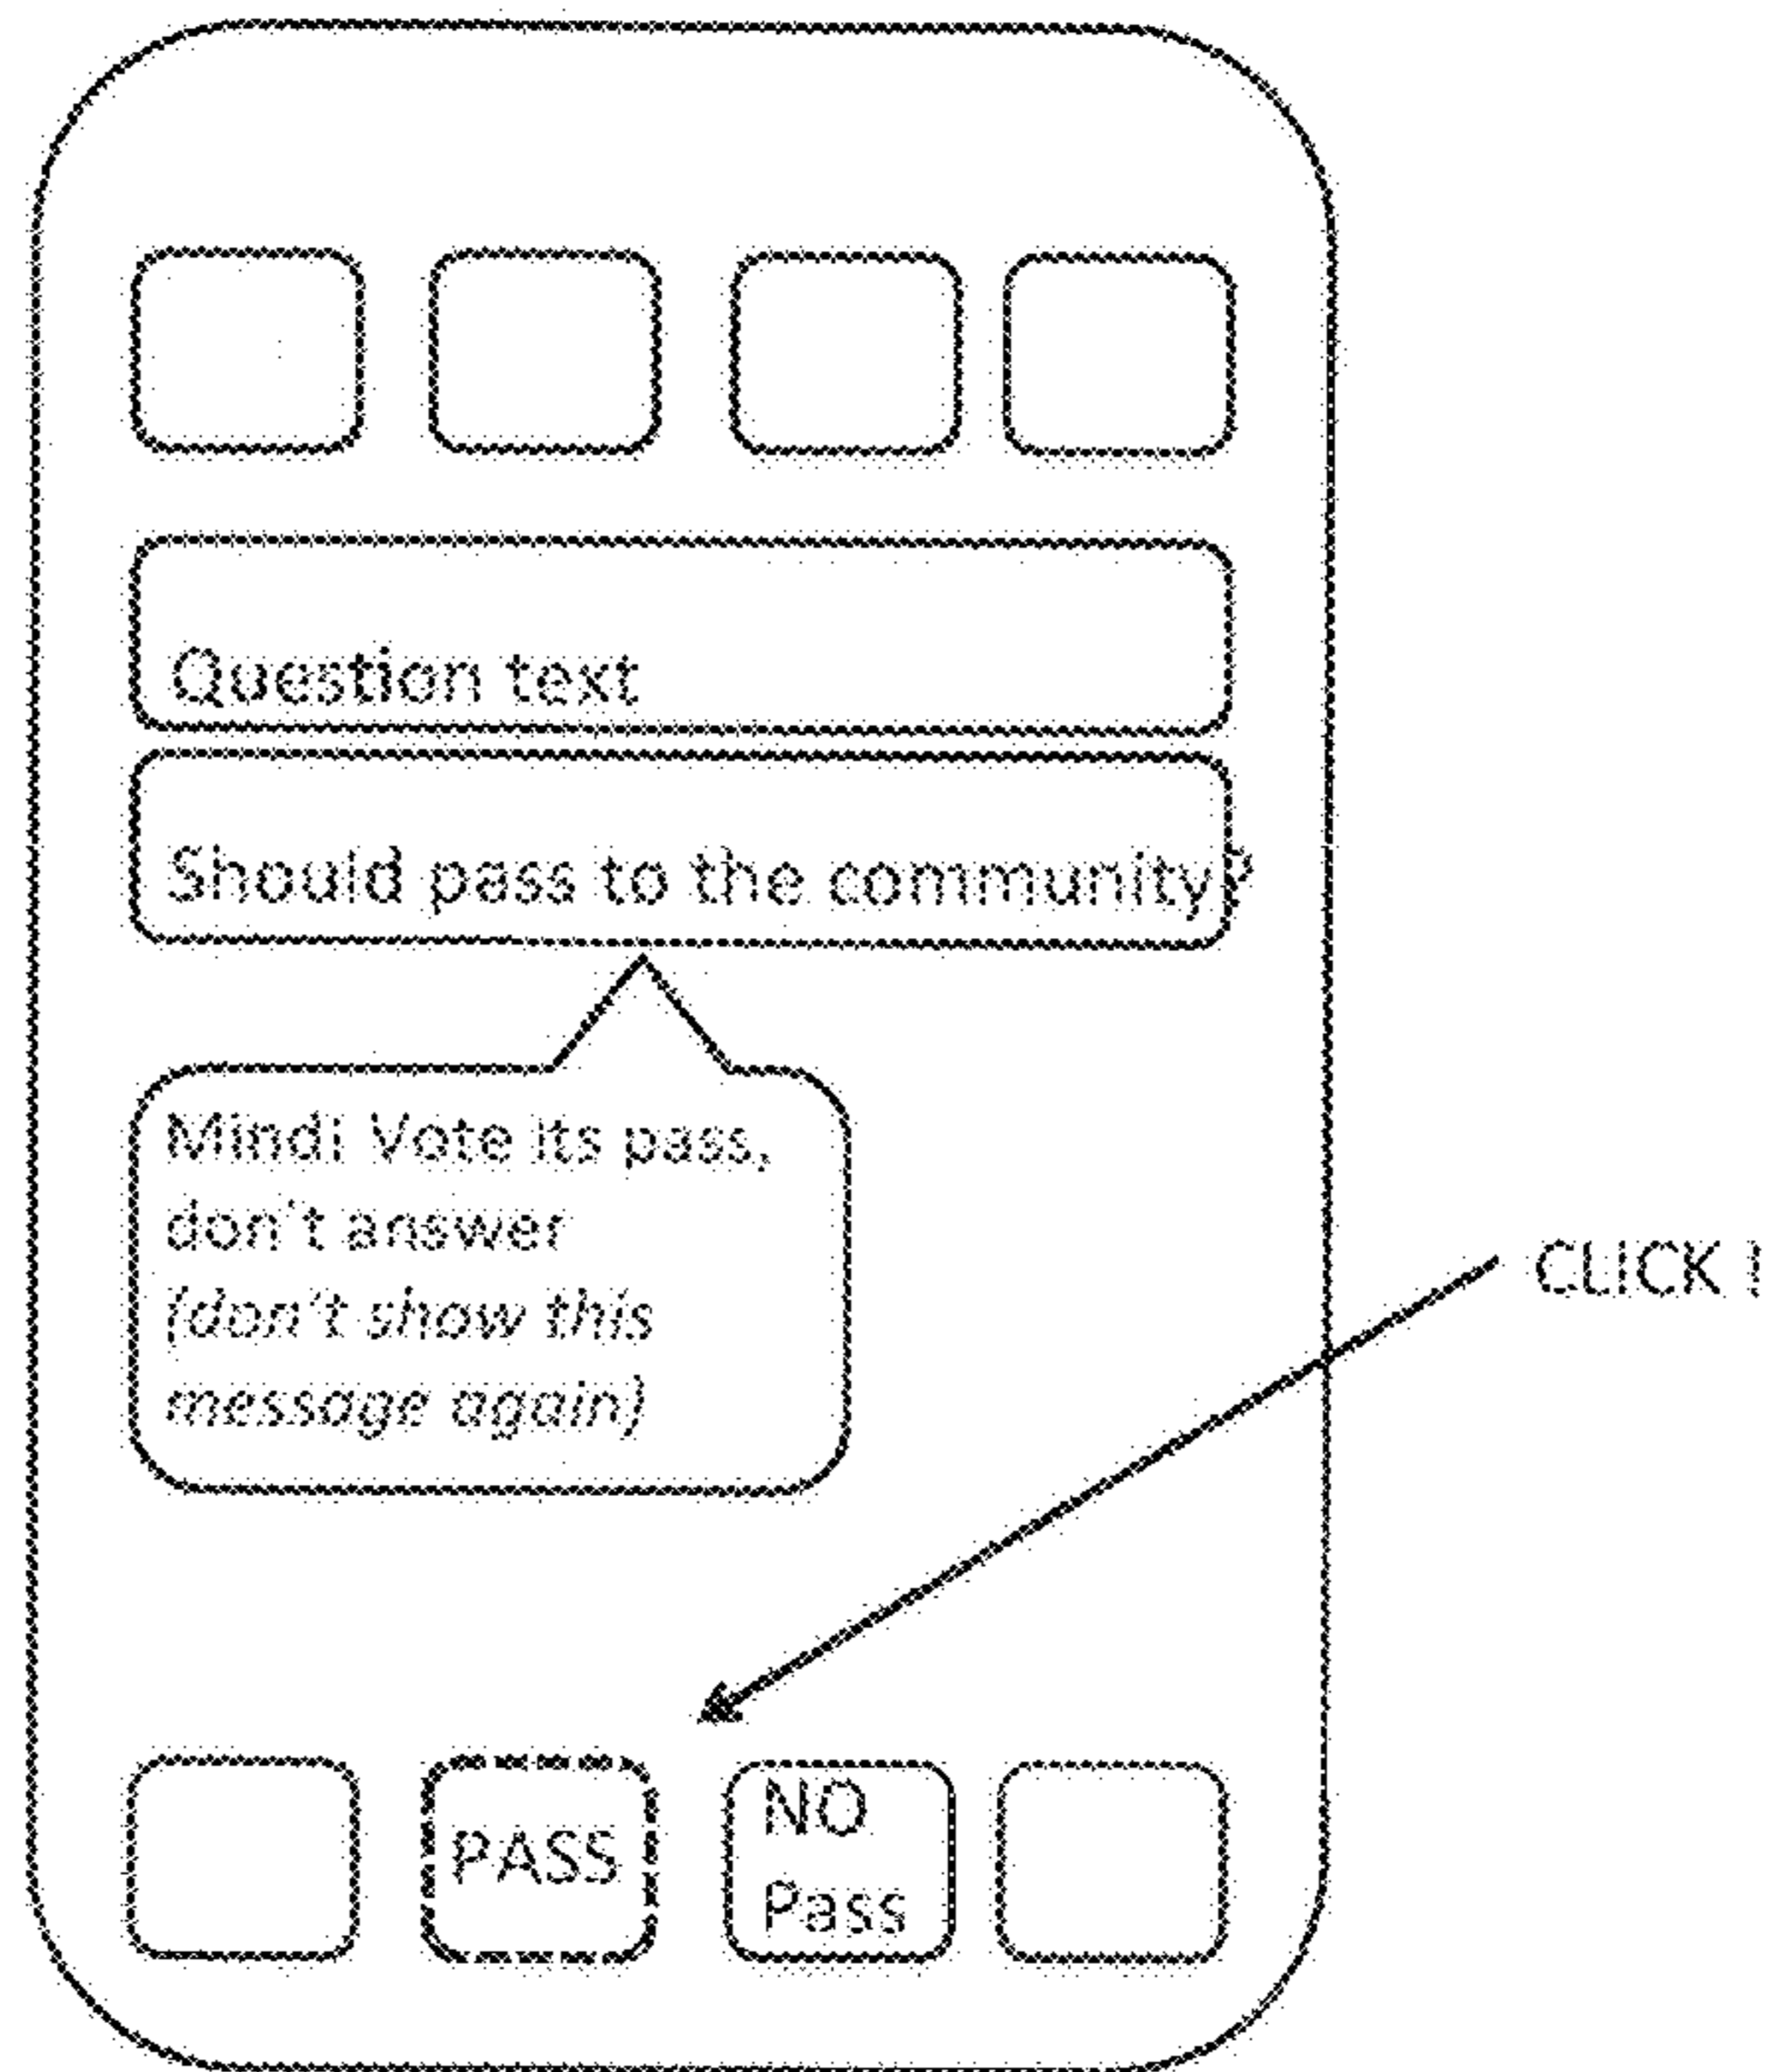 Question text
Should pass to the community?
Mind! Vote its pass,
don't answer
(don't show this
message again)
CLICK !
PASS
NO
Pass